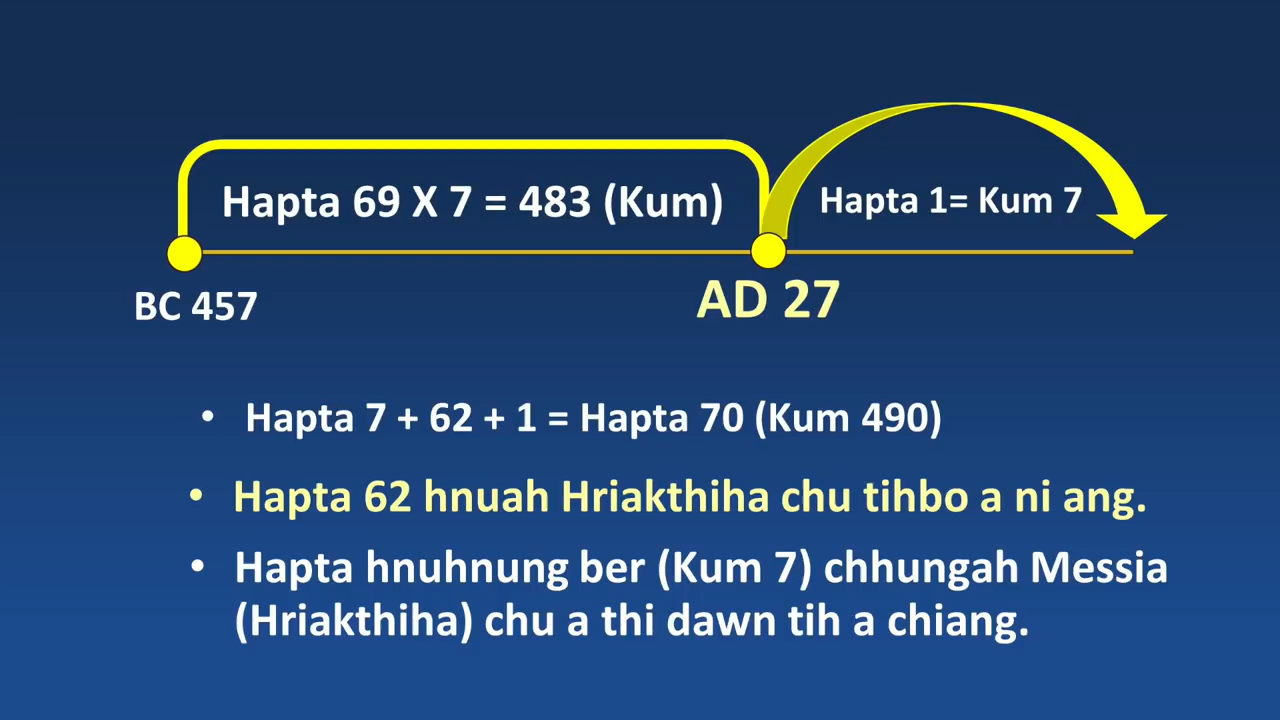 Hapta 69 X 7 = 483 (Kum)
Hapta 1= Kum 7
BC 457
AD 27
• Hapta 7 + 62 + 1 = Hapta 70 (Kum 490)
• Hapta 62 hnuah Hriakthiha chu tihbo a ni ang.
• Hapta hnuhnung ber (Kum 7) chhungah Messia
(Hriakthiha) chu a thi dawn tih a chiang.